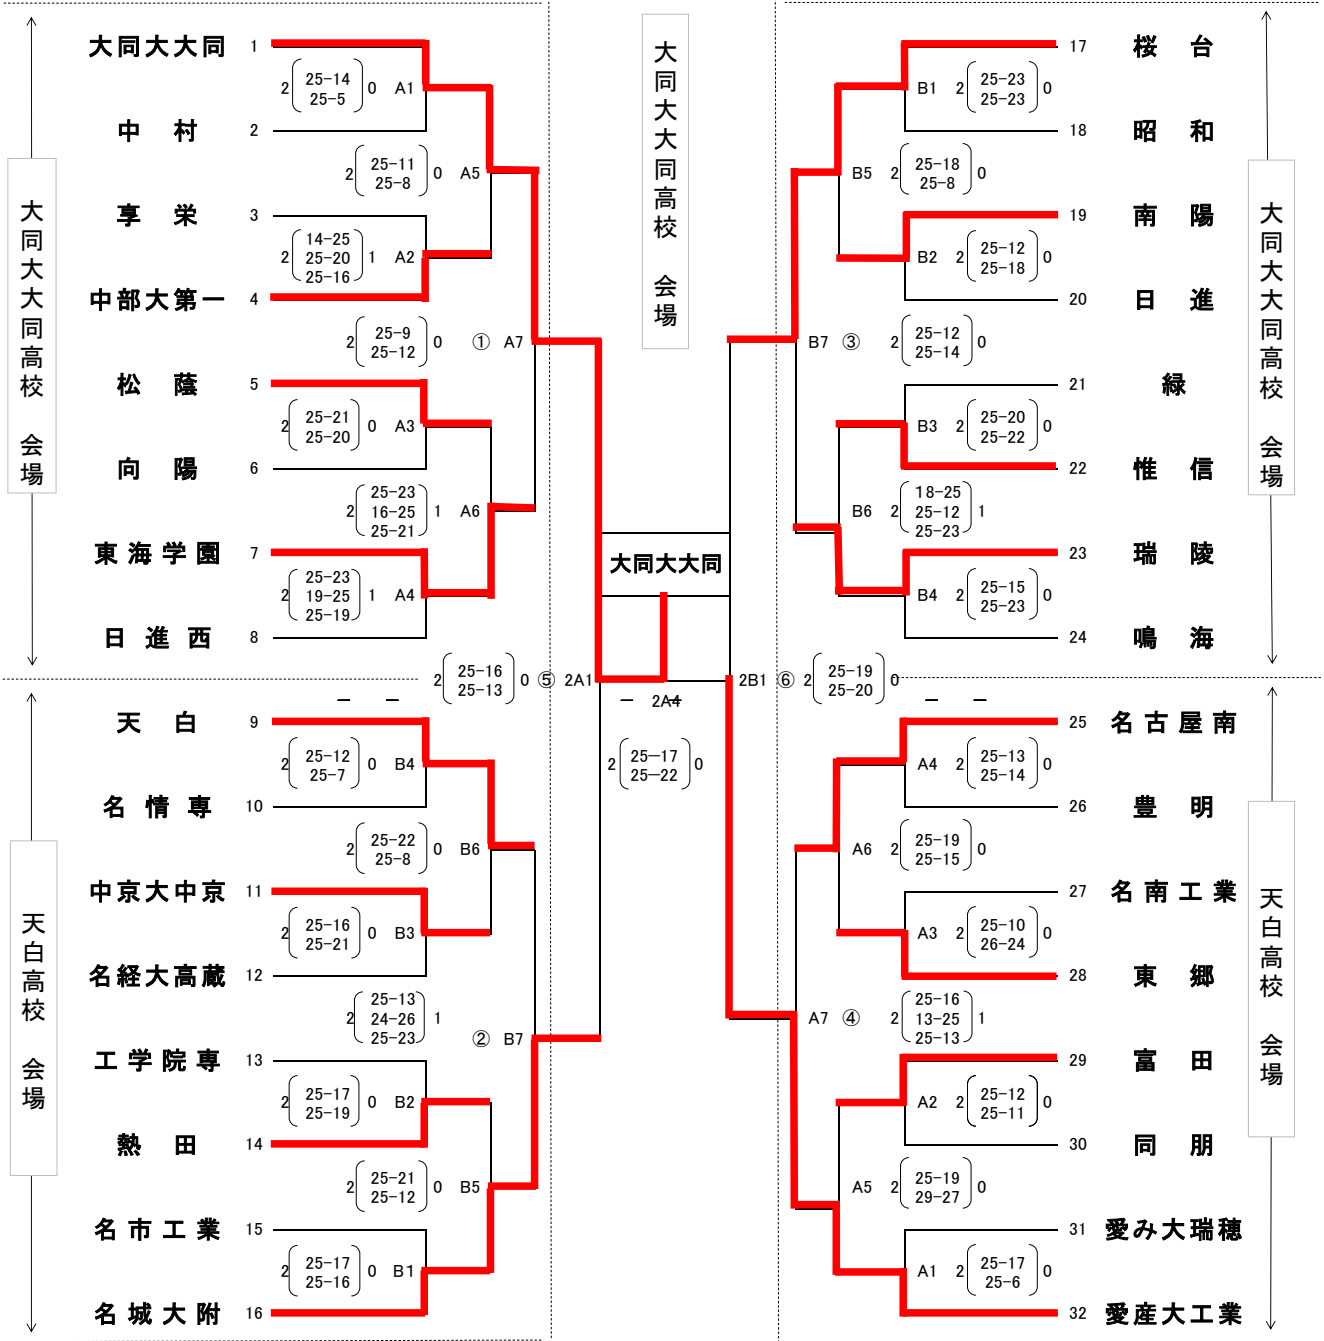 大同大大同高校 会場
大同大大同 1
2 25-14 0 A1
25-5
中村 2
2 25-11 0 A5
25-8
享栄 3
14-25
2 25-20 1 A2
25-16
中部大第一 4
2 25-9 0 ① A7
25-12
松蔭 5
2 25-21 0 A3
25-20
向陽 6
25-23
2 16-25 1 A6
25-21
東海学園 7
25-23
2 19-25 1 A4
25-19
日進西 8
2 25-16 0 ⑤ 2A1
25-13
天白高校 会場
— —
天白 9
2 25-12 0 B4
25-7
名情専 10
2 25-22 0 B6
25-8
中京大中京 11
2 25-16 0 B3
25-21
名経大高蔵 12
25-13
2 24-26 1
25-23
② B7
工学院専 13
2 25-17 0 B2
25-19
熱田 14
2 25-21 0 B5
25-12
名市工業 15
2 25-17 0 B1
25-16
名城大附 16
大同大大同高校 会場
大同大大同
— 2A4 —
2 25-17 0
25-22
17 桜台
B1 2 25-23 0
25-23
18 昭和
B5 2 25-18 0
25-8
19 南陽
B2 2 25-12 0
25-18
20 日進
B7 ③ 2 25-12 0
25-14
21 緑
B3 2 25-20 0
25-22
22 惟信
18-25
B6 2 25-12 1
25-23
23 瑞陵
B4 2 25-15 0
25-23
24 鳴海
大同大大同高校 会場
2B1 ⑥ 2 25-19 0
25-20
— —
25 名古屋南
A4 2 25-13 0
25-14
26 豊明
A6 2 25-19 0
25-15
27 名南工業
A3 2 25-10 0
26-24
28 東郷
25-16
A7 ④ 2 13-25 1
25-13
29 富田
A2 2 25-12 0
25-11
30 同朋
A5 2 25-19 0
29-27
31 愛み大瑞穂
A1 2 25-17 0
25-6
32 愛産大工業
天白高校 会場